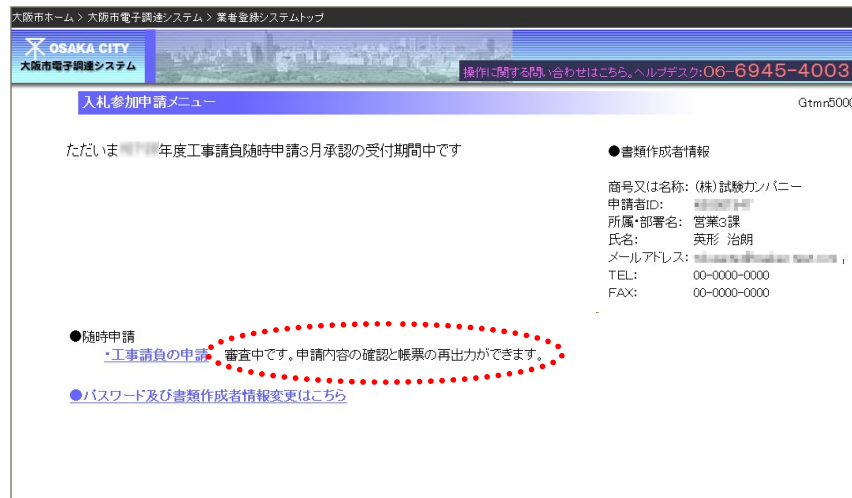 大阪市ホーム > 大阪市電子調達システム > 業者登録システムトップ
OSAKA CITY
大阪市電子調達システム
操作に関する問い合わせはこちら。ヘルプデスク:06-6945-4003
入札参加申請メニュー
Gtmn5000
ただいま 年度工事請負随時申請3月承認の受付期間中です
●書類作成者情報
商号又は名称: (株)試験カンパニー
申請者ID:
所属・部署名: 営業3課
氏名: 英形 治朗
メールアドレス:
TEL: 00-0000-0000
FAX: 00-0000-0000
●随時申請
・工事請負の申請 審査中です。申請内容の確認と帳票の再出力ができます。
●パスワード及び書類作成者情報変更はこちら